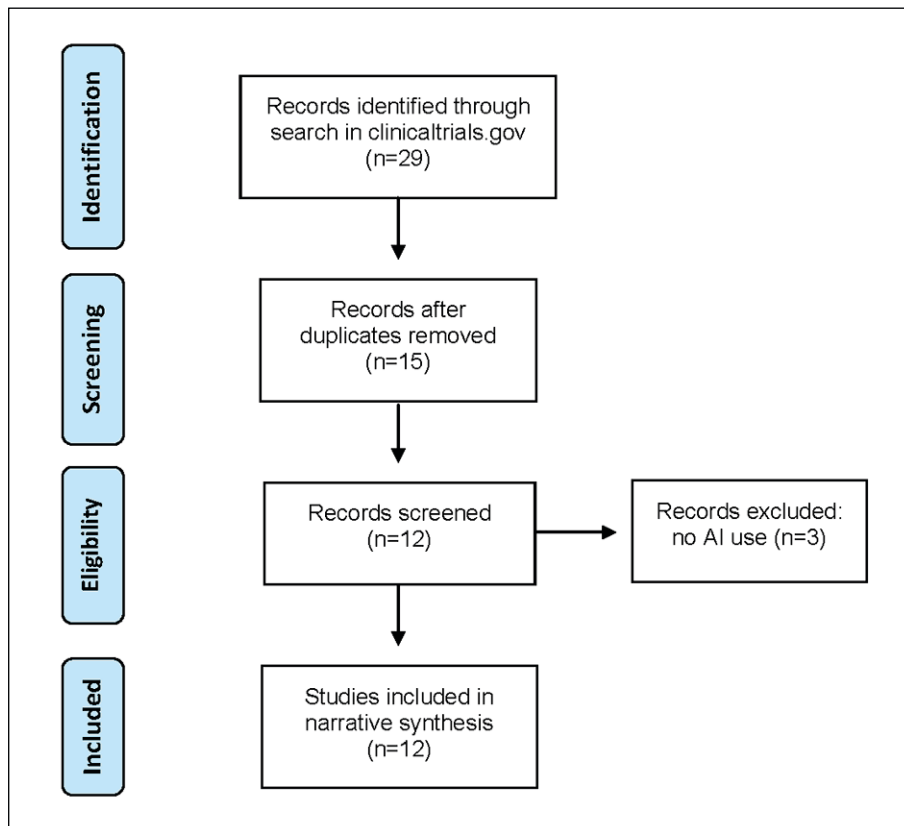 Identification
Records identified through
search in clinicaltrials.gov
(n=29)
Screening
Records after
duplicates removed
(n=15)
Eligibility
Records screened
(n=12)
Records excluded:
no AI use (n=3)
Included
Studies included in
narrative synthesis
(n=12)